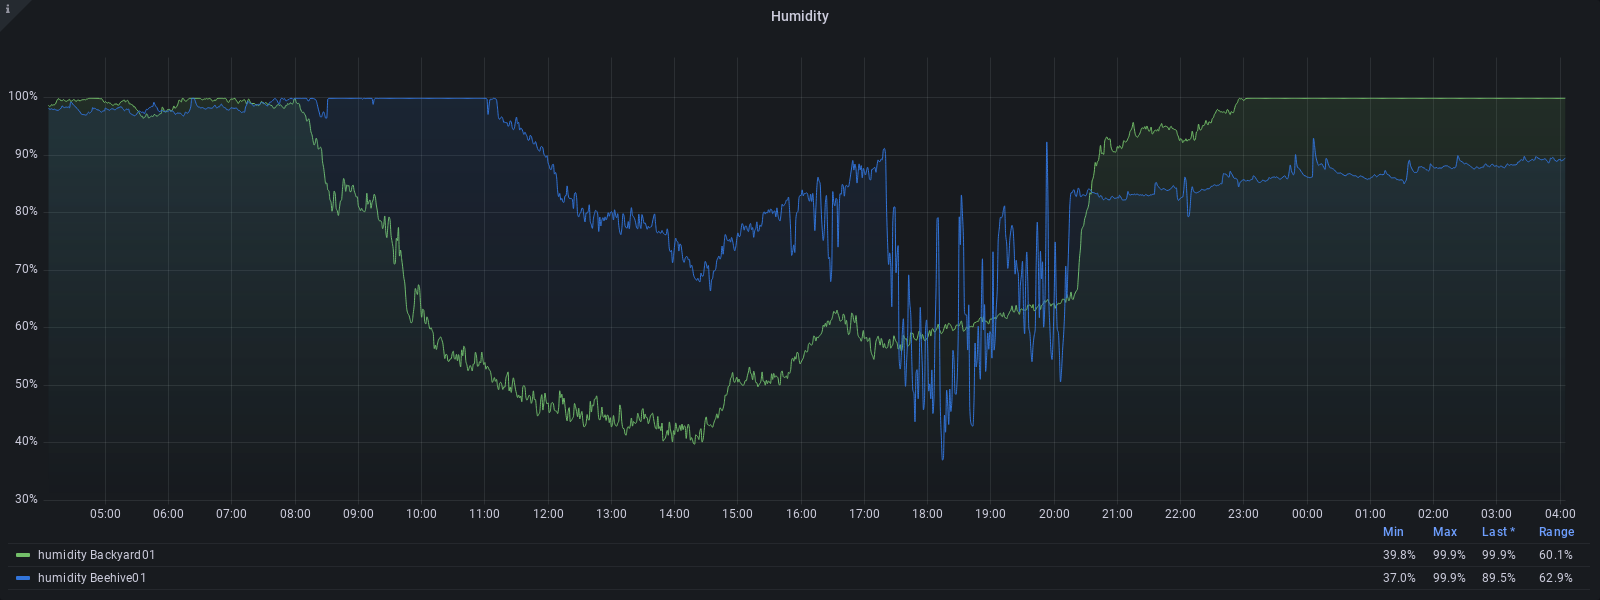 i
Humidity
100%
90%
80%
70%
60%
50%
40%
30%
05:00 06:00 07:00 08:00 09:00 10:00 11:00 12:00 13:00 14:00 15:00 16:00 17:00 18:00 19:00 20:00 21:00 22:00 23:00 00:00 01:00 02:00 03:00 04:00
Min Max Last * Range
humidity Backyard01 39.8% 99.9% 99.9% 60.1%
humidity Beehive01 37.0% 99.9% 89.5% 62.9%